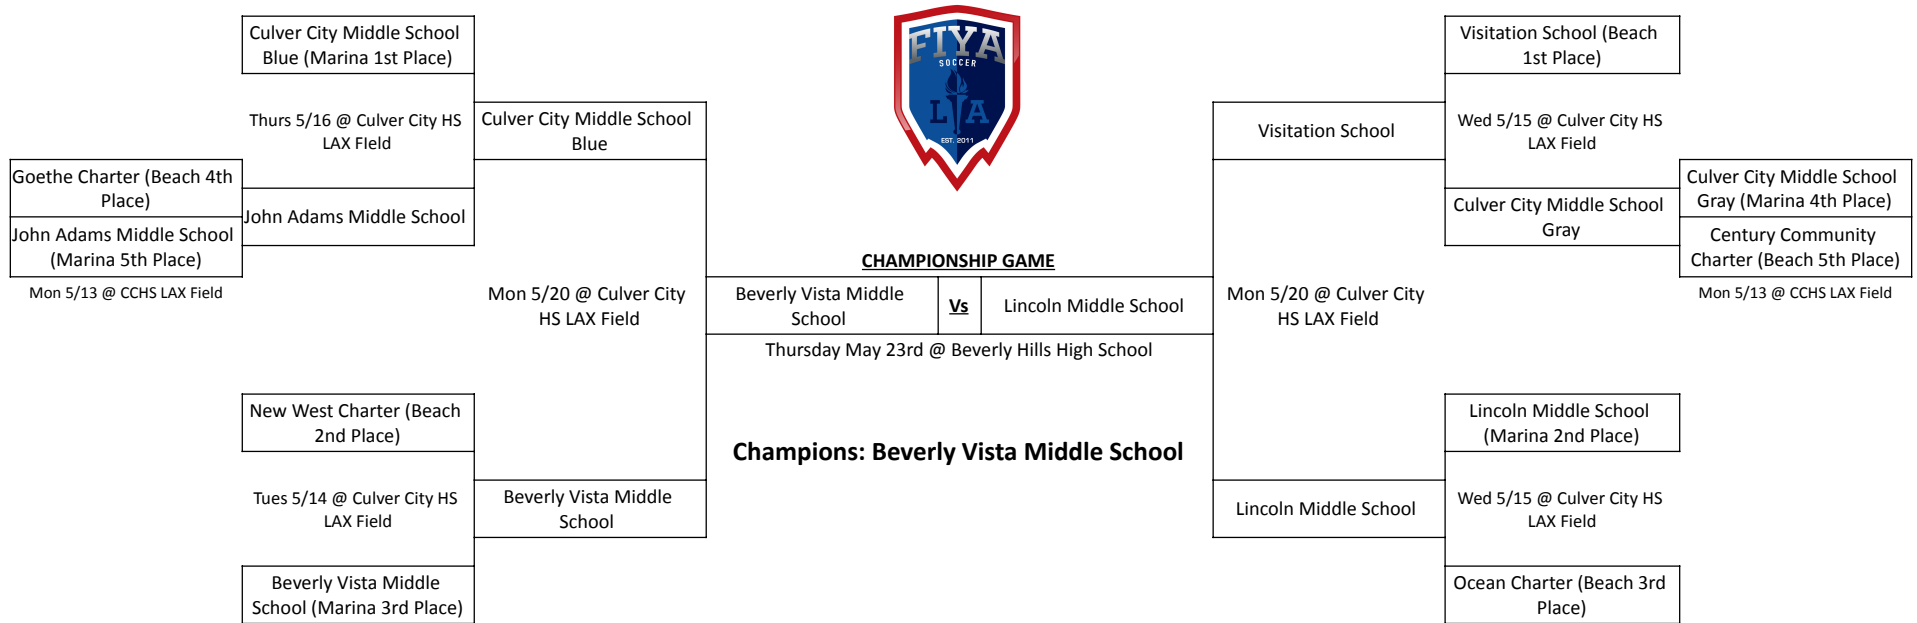 Culver City Middle School
Blue (Marina 1st Place)
Thurs 5/16 @ Culver City HS
LAX FIeld
Goethe Charter (Beach 4th
Place)
John Adams Middle School
(Marina 5th Place)
Mon 5/13 @ CCHS LAX Field
John Adams Middle School
Culver City Middle School
Blue
Mon 5/20 @ Culver City
HS LAX Field
New West Charter (Beach
2nd Place)
Tues 5/14 @ Culver City HS
LAX Field
Beverly Vista Middle
School (Marina 3rd Place)
Beverly Vista Middle
School
FIYA
SOCCER
LA
EST. 2011
CHAMPIONSHIP GAME
Beverly Vista Middle
School
Vs
Lincoln Middle School
Thursday May 23rd @ Beverly Hills High School
Champions: Beverly Vista Middle School
Visitation School
Mon 5/20 @ Culver City
HS LAX Field
Lincoln Middle School
Visitation School (Beach
1st Place)
Wed 5/15 @ Culver City HS
LAX Field
Culver City Middle School
Gray
Culver City Middle School
Gray (Marina 4th Place)
Century Community
Charter (Beach 5th Place)
Mon 5/13 @ CCHS LAX Field
Lincoln Middle School
(Marina 2nd Place)
Wed 5/15 @ Culver City HS
LAX Field
Ocean Charter (Beach 3rd
Place)